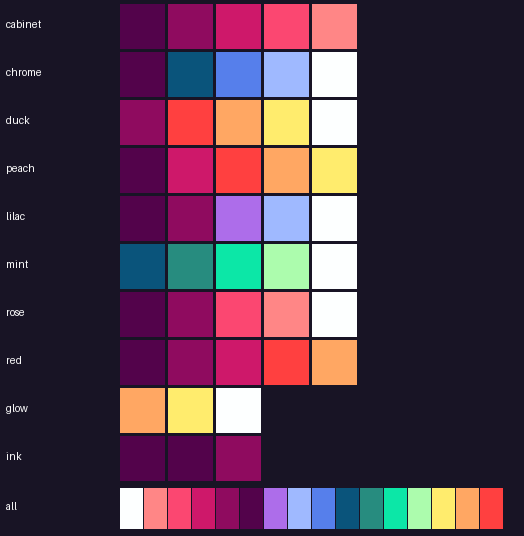 cabinet
chrome
duck
peach
lilac
mint
rose
red
glow
ink
all